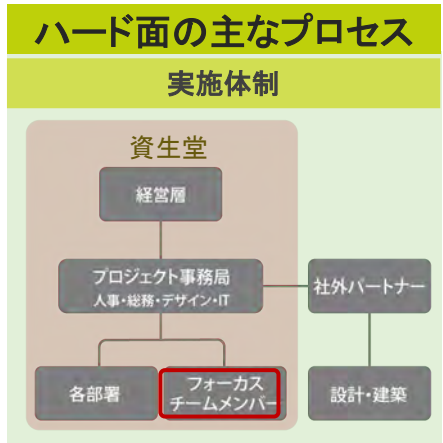 ハード面の主なプロセス
実施体制
資生堂
経営層
プロジェクト事務局
人事・総務・デザイン・IT
社外パートナー
各部署
フォーカス
チームメンバー
設計・建築